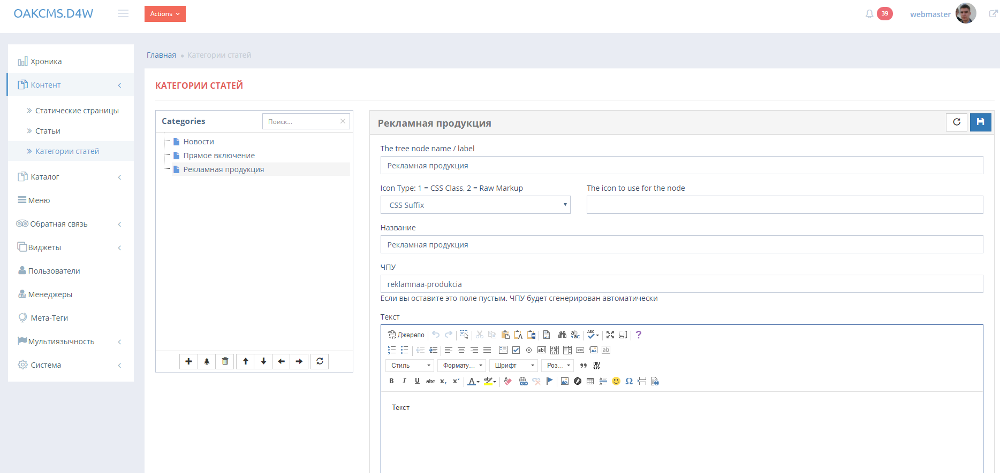 OAKCMS.D4W
Actions
39
webmaster
Хроника
Контент
Статические страницы
Статьи
Категории статей
Каталог
Меню
Обратная связь
Виджеты
Пользователи
Менеджеры
Мета-Теги
Мультиязычность
Система
Главная Категории статей
КАТЕГОРИИ СТАТЕЙ
Categories
Поиск...
Новости
Прямое включение
Рекламная продукция
Рекламная продукция
The tree node name / label
Рекламная продукция
Icon Type: 1 = CSS Class, 2 = Raw Markup
The icon to use for the node
CSS Suffix
Название
Рекламная продукция
ЧПУ
reklamnaa-produkcia
Если вы оставите это поле пустым. ЧПУ будет сгенерирован автоматически
Текст
Джерело
Стиль Формату... Шрифт Роз...
Текст